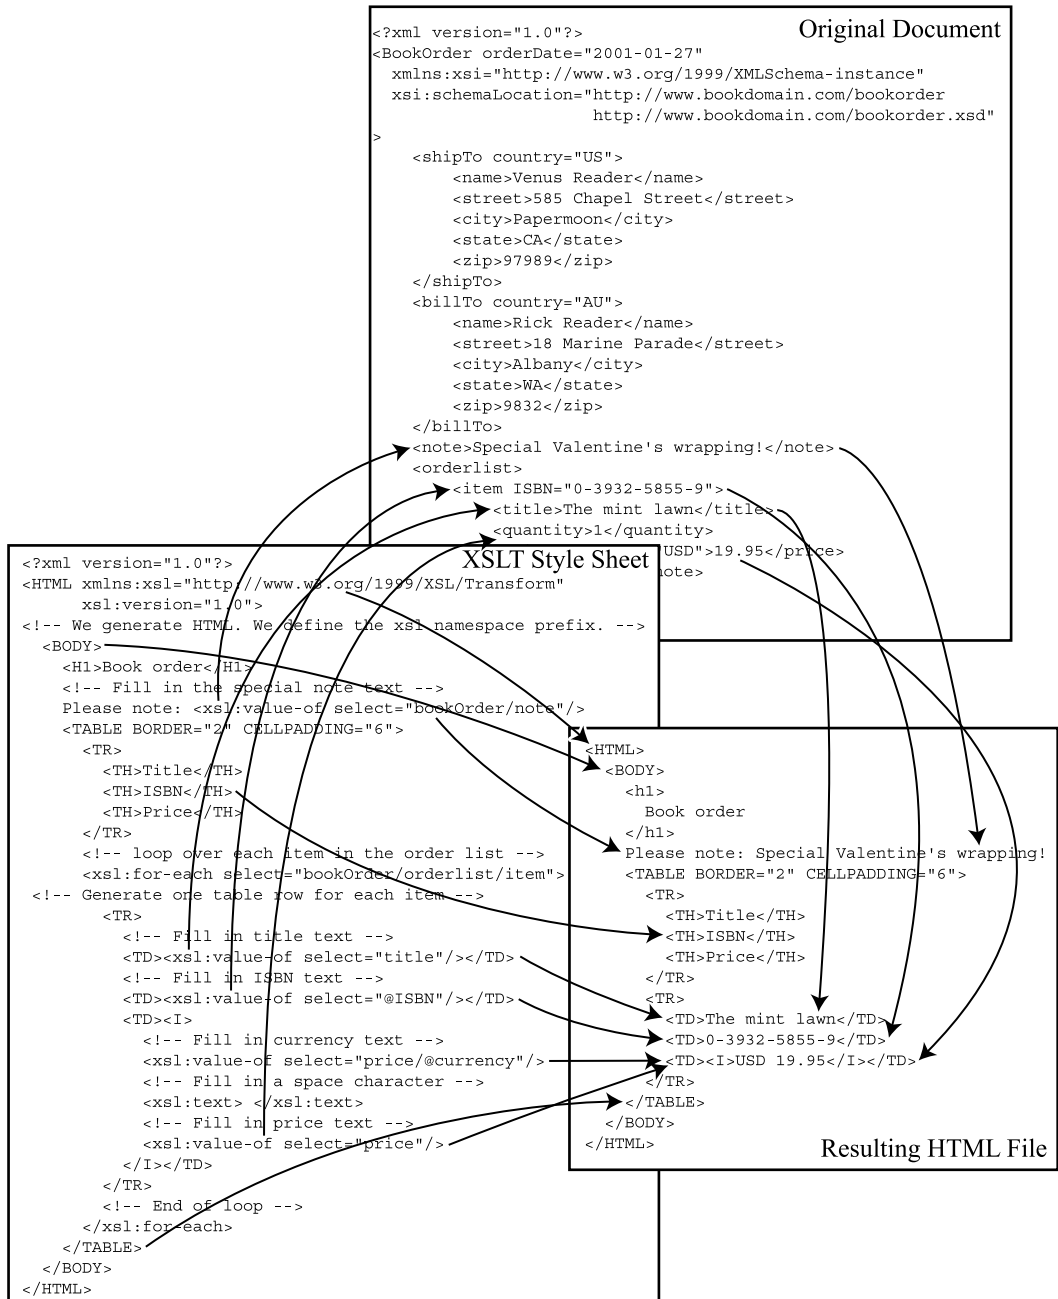 Original Document
<?xml version="1.0"?>
<BookOrder orderDate="2001-01-27"
xmlns:xsi="http://www.w3.org/1999/XMLSchema-instance"
xsi:schemaLocation="http://www.bookdomain.com/bookorder
http://www.bookdomain.com/bookorder.xsd"
>
<shipTo country="US">
<name>Venus Reader</name>
<street>585 Chapel Street</street>
<city>Papermoon</city>
<state>CA</state>
<zip>97989</zip>
</shipTo>
<billTo country="AU">
<name>Rick Reader</name>
<street>18 Marine Parade</street>
<city>Albany</city>
<state>WA</state>
<zip>9832</zip>
</billTo>
<note>Special Valentine's wrapping!</note>
<orderlist>
<item ISBN="0-3932-5855-9">
<title>The mint lawn</title>
<quantity>1</quantity>
USD">19.95</price>
note>
XSLT Style Sheet
<?xml version="1.0"?>
<HTML xmlns:xsl="http://www.w3.org/1999/XSL/Transform"
xsl:version="1.0">
<!-- We generate HTML. We define the xsl namespace prefix. -->
<BODY>
<H1>Book order</H1>
<!-- Fill in the special note text -->
Please note: <xsl:value-of select="bookOrder/note"/>
<TABLE BORDER="2" CELLPADDING="6">
<TR>
<TH>Title</TH>
<TH>ISBN</TH>
<TH>Price</TH>
</TR>
<!-- loop over each item in the order list -->
<xsl:for-each select="bookOrder/orderlist/item">
<!-- Generate one table row for each item -->
<TR>
<!-- Fill in title text -->
<TD><xsl:value-of select="title"/></TD>
<!-- Fill in ISBN text -->
<TD><xsl:value-of select="@ISBN"/></TD>
<TD><I>
<!-- Fill in currency text -->
<xsl:value-of select="price/@currency"/>
<!-- Fill in a space character -->
<xsl:text> </xsl:text>
<!-- Fill in price text -->
<xsl:value-of select="price"/>
</I></TD>
</TR>
<!-- End of loop -->
</xsl:for-each>
</TABLE>
</BODY>
</HTML>
<HTML>
<BODY>
<h1>
Book order
</h1>
Please note: Special Valentine's wrapping!
<TABLE BORDER="2" CELLPADDING="6">
<TR>
<TH>Title</TH>
<TH>ISBN</TH>
<TH>Price</TH>
</TR>
<TR>
<TD>The mint lawn</TD>
<TD>0-3932-5855-9</TD>
<TD><I>USD 19.95</I></TD>
</TR>
</TABLE>
</BODY>
</HTML>
Resulting HTML File